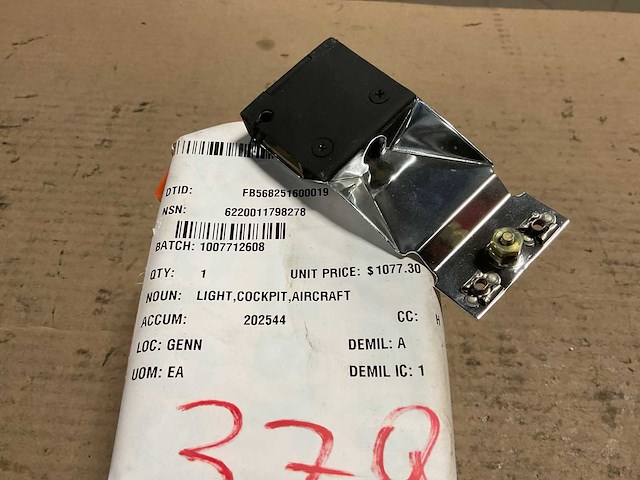 DTID: FB568251600019
NSN: 6220011798278
BATCH: 1007712608
QTY: 1 UNIT PRICE: $1077.30
NOUN: LIGHT,COCKPIT,AIRCRAFT
ACCUM: 202544 CC: H
LOC: GENN DEMIL: A
UOM: EA DEMIL IC: 1
378